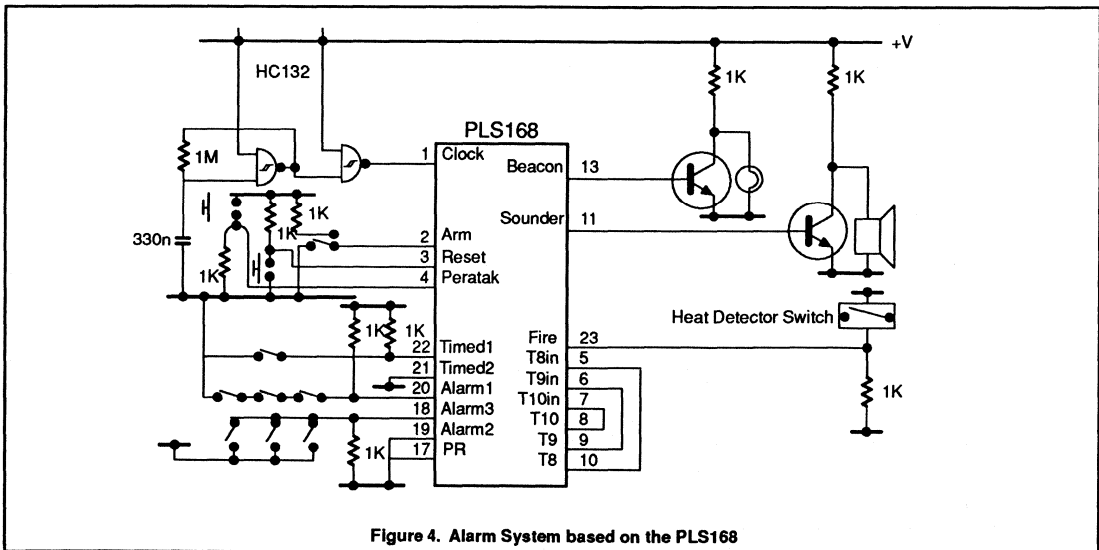 +V
HC132
1K
1K
PLS168
1M
1
Clock
Beacon
13
Sounder
11
1K
1K
330n
2
Arm
3
Reset
1K
4
Peratak
Heat Detector Switch
1K
1K
Fire
23
22
Timed1
T8in
5
21
Timed2
T9in
6
20
Alarm1
T10in
7
1K
18
Alarm3
T10
8
19
Alarm2
T9
9
1K
17
PR
T8
10
Figure 4. Alarm System based on the PLS168